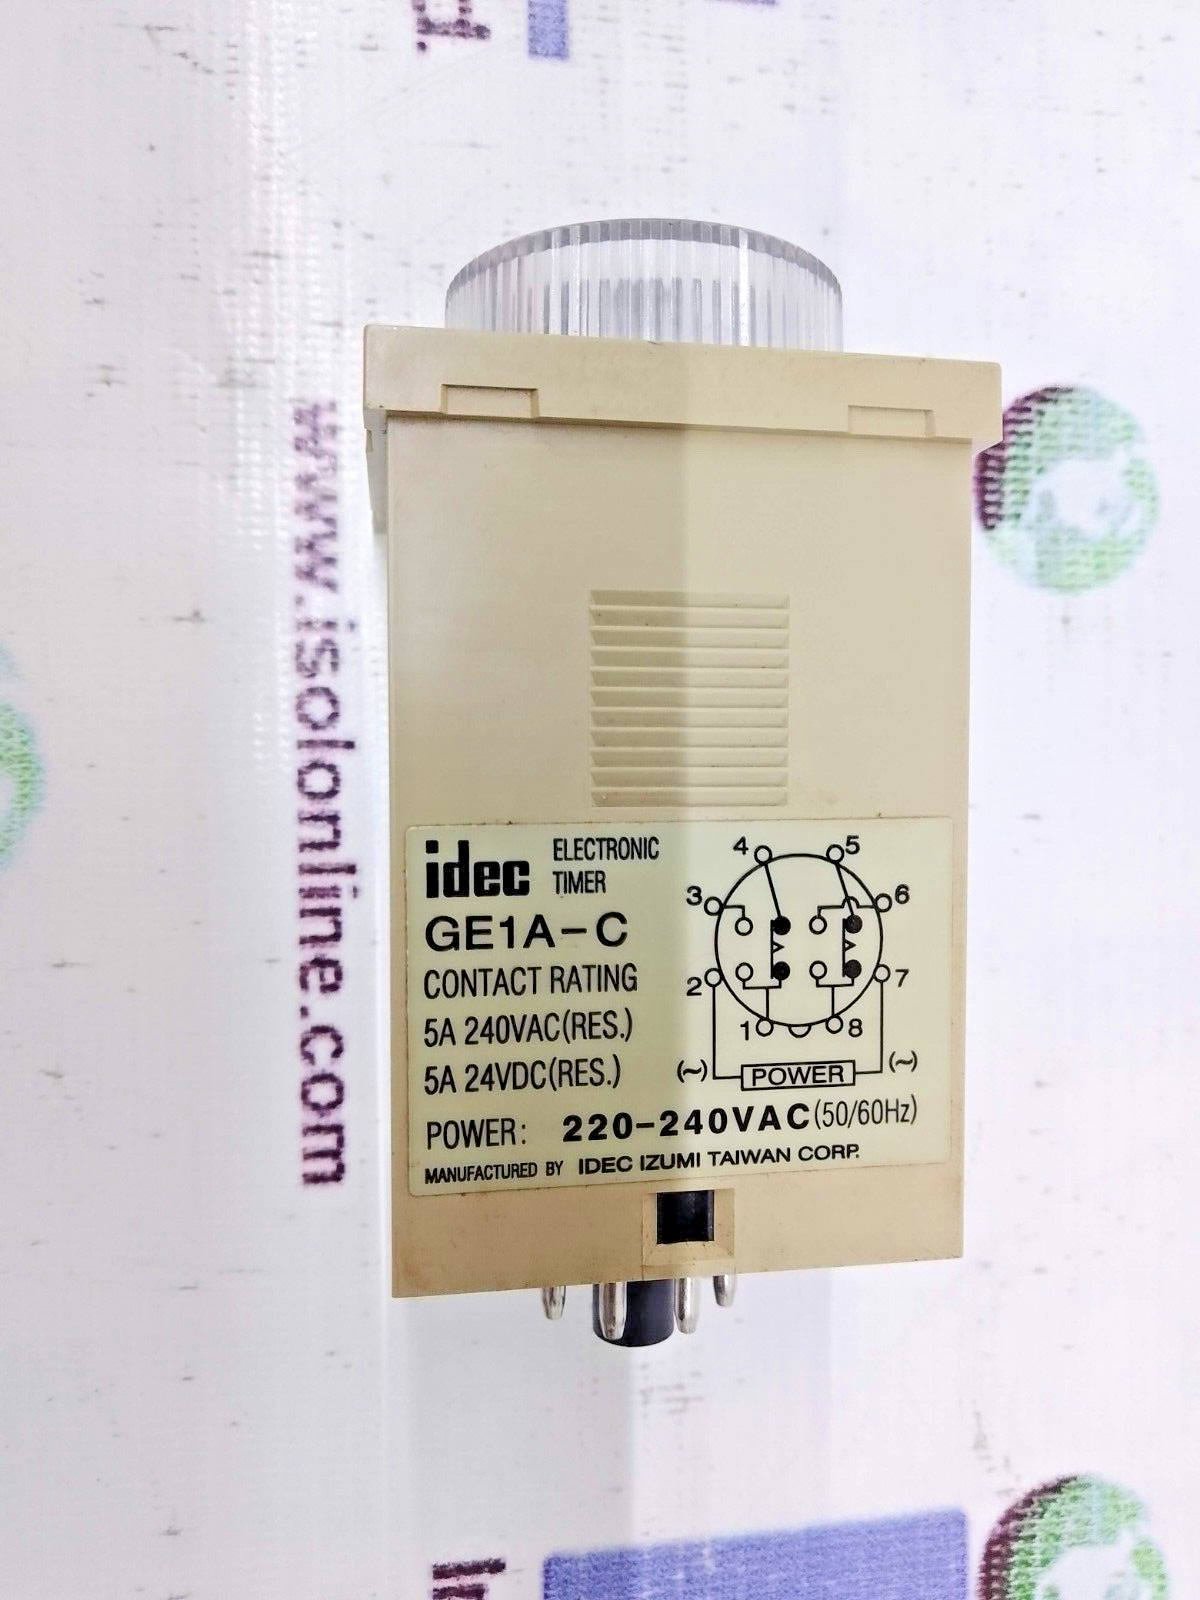 www.isolonline.com
idec
ELECTRONIC
TIMER
GE1A-C
CONTACT RATING
5A 240VAC(RES.)
5A 24VDC(RES.)
4
5
3
6
2
7
1
8
(~)
POWER
(~)
POWER: 220-240VAC(50/60Hz)
MANUFACTURED BY IDEC IZUMI TAIWAN CORP.